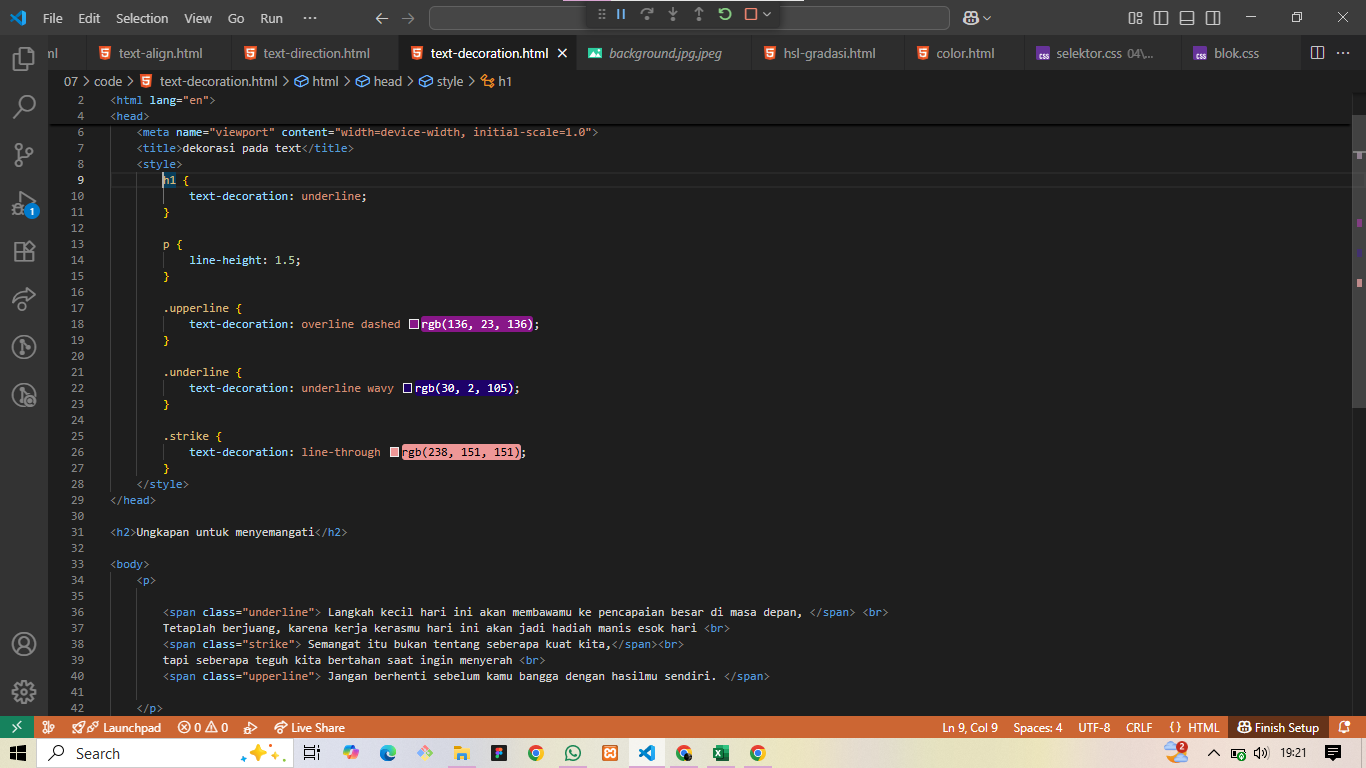 File Edit Selection View Go Run ···
ml text-align.html text-direction.html text-decoration.html background.jpg.jpeg hsl-gradasi.html color.html selektor.css 04\... blok.css
07 > code > text-decoration.html > html > head > style > h1
2 <html lang="en">
4 <head>
6 <meta name="viewport" content="width=device-width, initial-scale=1.0">
7 <title>dekorasi pada text</title>
8 <style>
9 h1 {
10 text-decoration: underline;
11 }
12
13 p {
14 line-height: 1.5;
15 }
16
17 .upperline {
18 text-decoration: overline dashed rgb(136, 23, 136);
19 }
20
21 .underline {
22 text-decoration: underline wavy rgb(30, 2, 105);
23 }
24
25 .strike {
26 text-decoration: line-through rgb(238, 151, 151);
27 }
28 </style>
29 </head>
30
31 <h2>Ungkapan untuk menyemangati</h2>
32
33 <body>
34 <p>
35
36 <span class="underline"> Langkah kecil hari ini akan membawamu ke pencapaian besar di masa depan, </span> <br>
37 Tetaplah berjuang, karena kerja kerasmu hari ini akan jadi hadiah manis esok hari <br>
38 <span class="strike"> Semangat itu bukan tentang seberapa kuat kita,</span><br>
39 tapi seberapa teguh kita bertahan saat ingin menyerah <br>
40 <span class="upperline"> Jangan berhenti sebelum kamu bangga dengan hasilmu sendiri. </span>
41
42 </p>
1
Launchpad 0 0 Live Share Ln 9, Col 9 Spaces: 4 UTF-8 CRLF {} HTML Finish Setup
Search 2 19:21